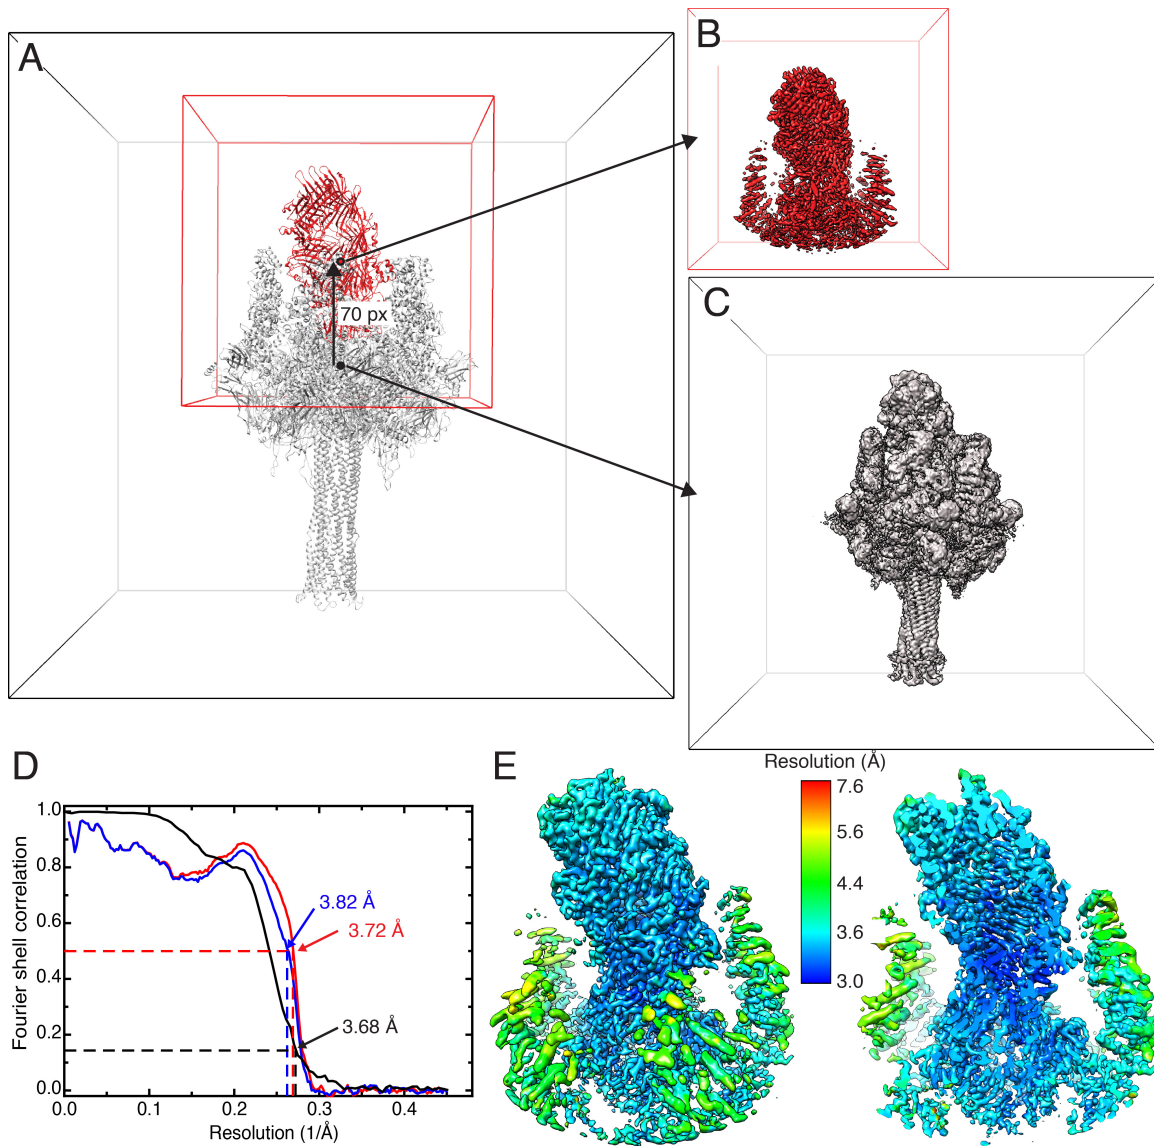 A
B
70 px
C
D
1.0
0.8
0.6
0.4
0.2
0.0
Fourier shell correlation
3.82 Å
3.72 Å
3.68 Å
0.0
0.1
0.2
0.3
0.4
Resolution (1/Å)
E
Resolution (Å)
7.6
5.6
4.4
3.6
3.0